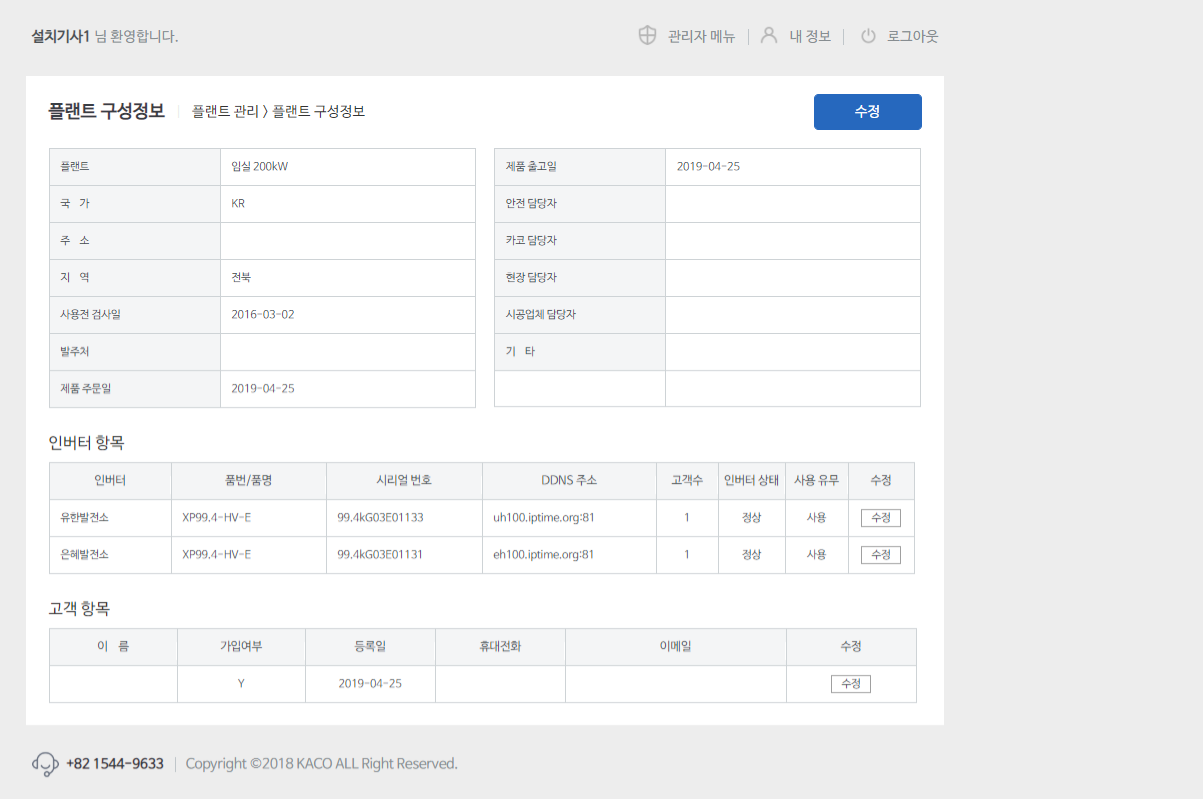 설치기사1 님 환영합니다.
관리자 메뉴 내 정보 로그아웃
플랜트 구성정보 플랜트 관리 > 플랜트 구성정보 수정
플랜트 임실 200kW
국 가 KR
주 소
지 역 전북
사용전 검사일 2016-03-02
발주처
제품 주문일 2019-04-25
제품 출고일 2019-04-25
안전 담당자
카코 담당자
현장 담당자
시공업체 담당자
기 타
인버터 항목
인버터 품번/품명 시리얼 번호 DDNS 주소 고객수 인버터 상태 사용 유무 수정
유한발전소 XP99.4-HV-E 99.4kG03E01133 uh100.iptime.org:81 1 정상 사용 수정
은혜발전소 XP99.4-HV-E 99.4kG03E01131 eh100.iptime.org:81 1 정상 사용 수정
고객 항목
이 름 가입여부 등록일 휴대전화 이메일 수정
Y 2019-04-25 수정
+82 1544-9633 Copyright ©2018 KACO ALL Right Reserved.